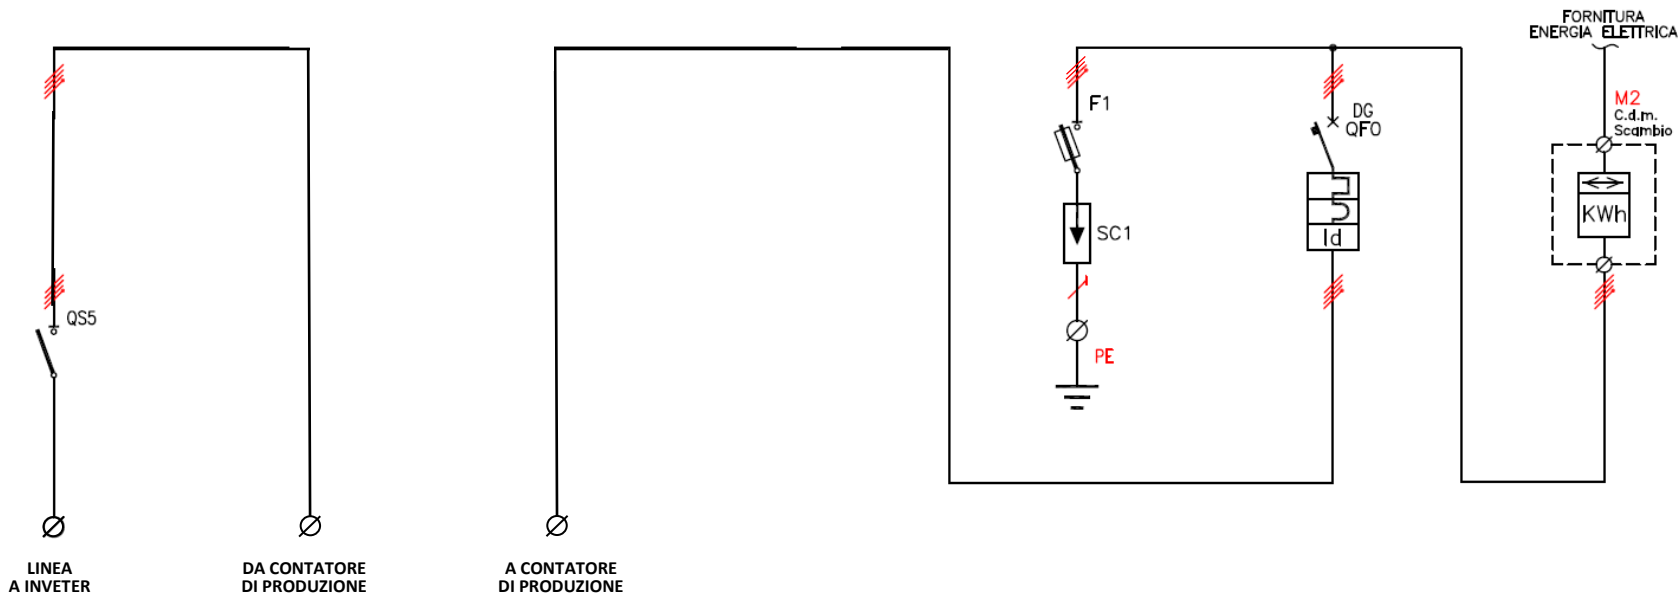 FORNITURA
ENERGIA ELETTRICA
M2
C.d.m.
Scambio
KWh
F1
DG
QF0
SC1
Id
PE
QS5
LINEA
A INVETER
DA CONTATORE
DI PRODUZIONE
A CONTATORE
DI PRODUZIONE